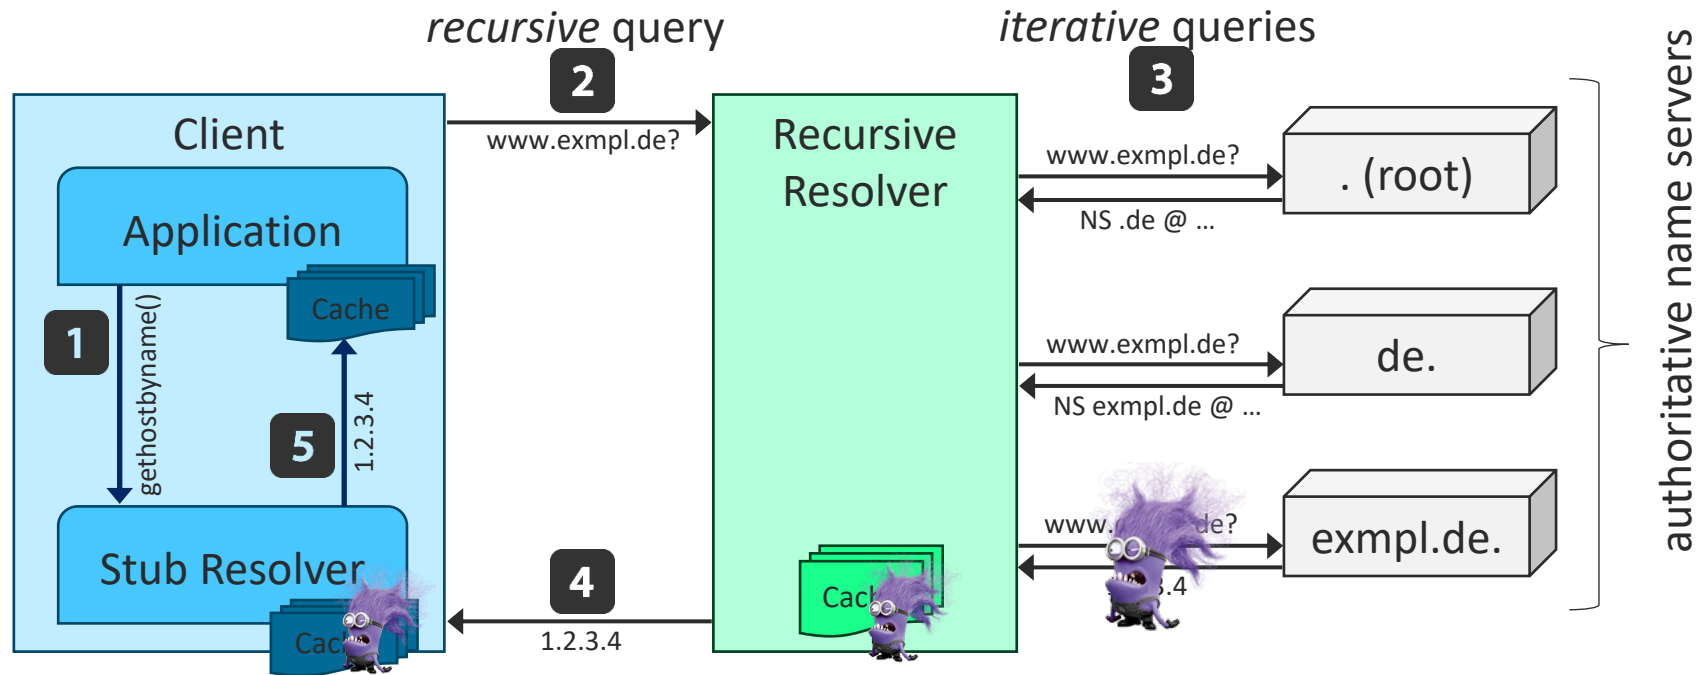 recursive query
iterative queries
2
3
Client
www.exmpl.de?
Recursive
Resolver
www.exmpl.de?
. (root)
NS .de @ ...
Application
Cache
1
gethostbyname()
5
1.2.3.4
www.exmpl.de?
de.
NS exmpl.de @ ...
Stub Resolver
4
1.2.3.4
exmpl.de.
authoritative name servers